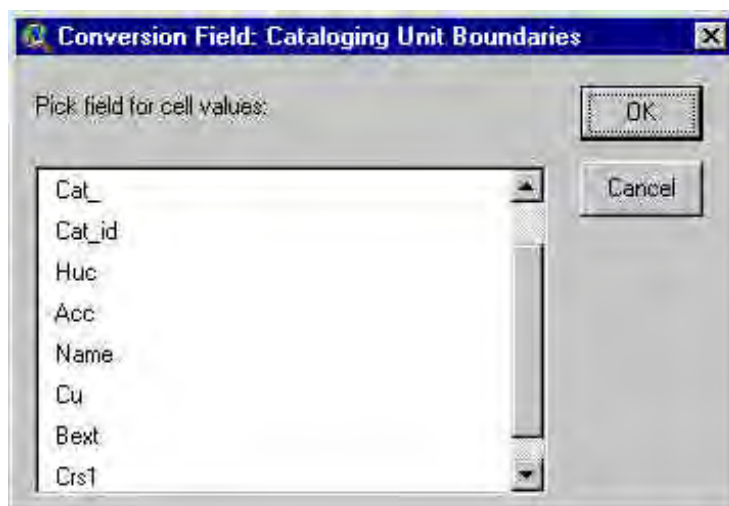 Conversion Field: Cataloging Unit Boundaries
Pick field for cell values:
OK
Cancel
Cat_
Cat_id
Huc
Acc
Name
Cu
Bext
Crs1